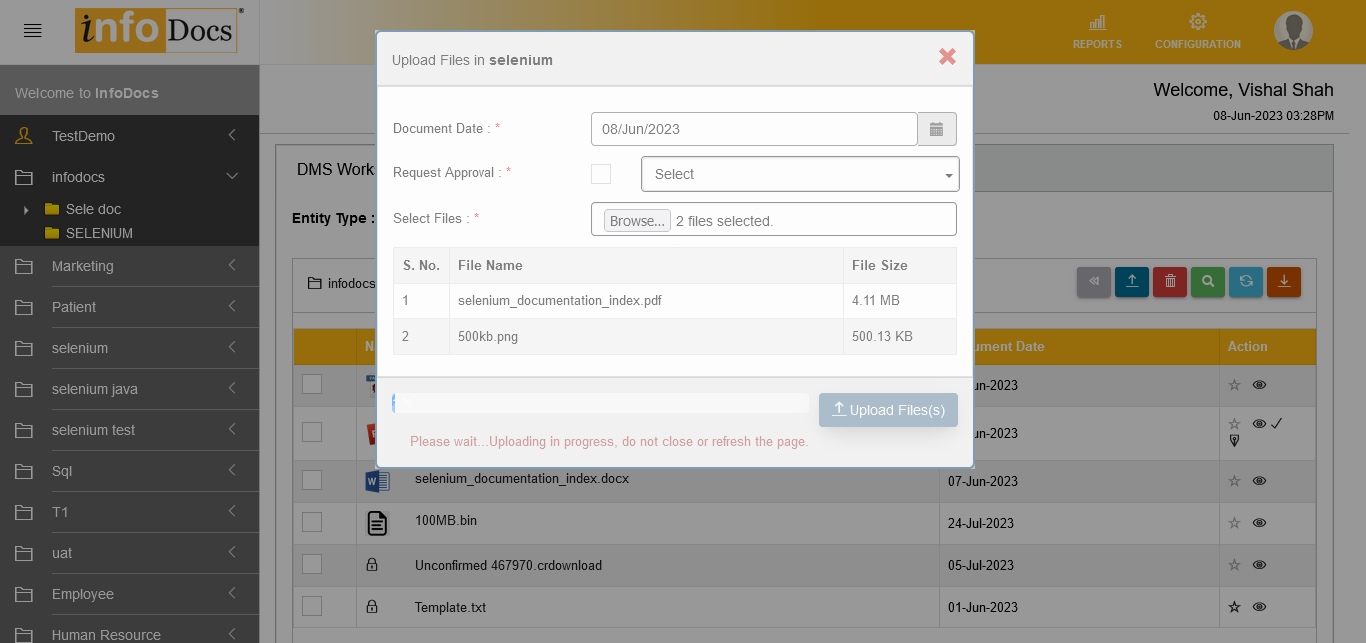 info Docs
REPORTS
CONFIGURATION
Welcome to InfoDocs
TestDemo
infodocs
Sele doc
SELENIUM
Marketing
Patient
selenium
selenium java
selenium test
Sql
T1
uat
Employee
Human Resource
Welcome, Vishal Shah
08-Jun-2023 03:28PM
DMS Work
Entity Type :
infodocs
Upload Files in selenium
Document Date : *
08/Jun/2023
Request Approval : *
Select
Select Files : *
Browse... 2 files selected.
S. No. File Name File Size
1 selenium_documentation_index.pdf 4.11 MB
2 500kb.png 500.13 KB
Upload Files(s)
Please wait...Uploading in progress, do not close or refresh the page.
ument Date Action
un-2023
un-2023
selenium_documentation_index.docx 07-Jun-2023
100MB.bin 24-Jul-2023
Unconfirmed 467970.crdownload 05-Jul-2023
Template.txt 01-Jun-2023